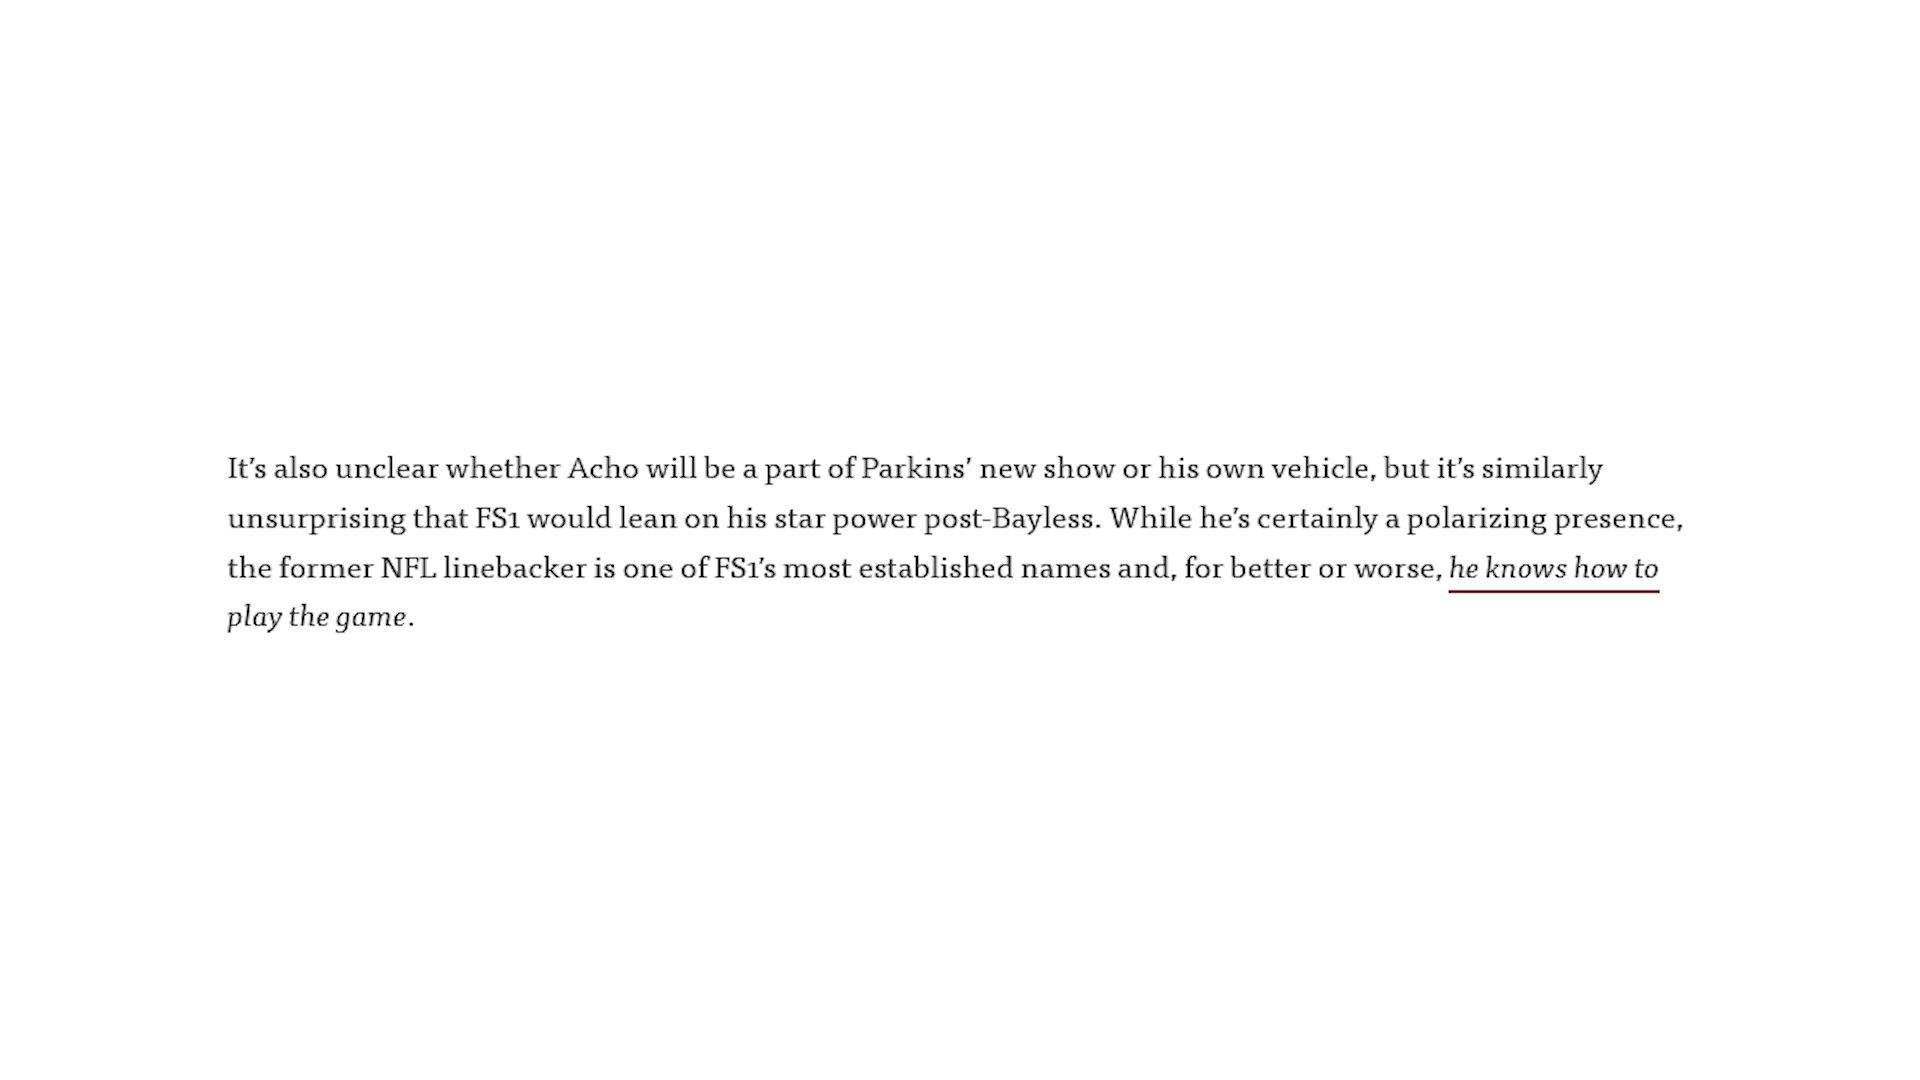 It’s also unclear whether Acho will be a part of Parkins’ new show or his own vehicle, but it’s similarly
unsurprising that FS1 would lean on his star power post-Bayless. While he’s certainly a polarizing presence,
the former NFL linebacker is one of FS1’s most established names and, for better or worse, he knows how to
play the game.